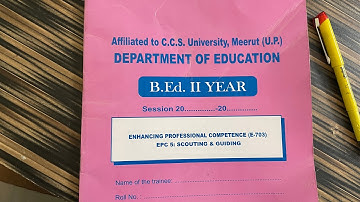 Affiliated to C.C.S. University, Meerut (U.P.)
DEPARTMENT OF EDUCATION
B.Ed. II YEAR
Session 20...............-20...............
ENHANCING PROFESSIONAL COMPETENCE (E-703)
EPC 5: SCOUTING & GUIDING
Name of the trainee:
Roll No.